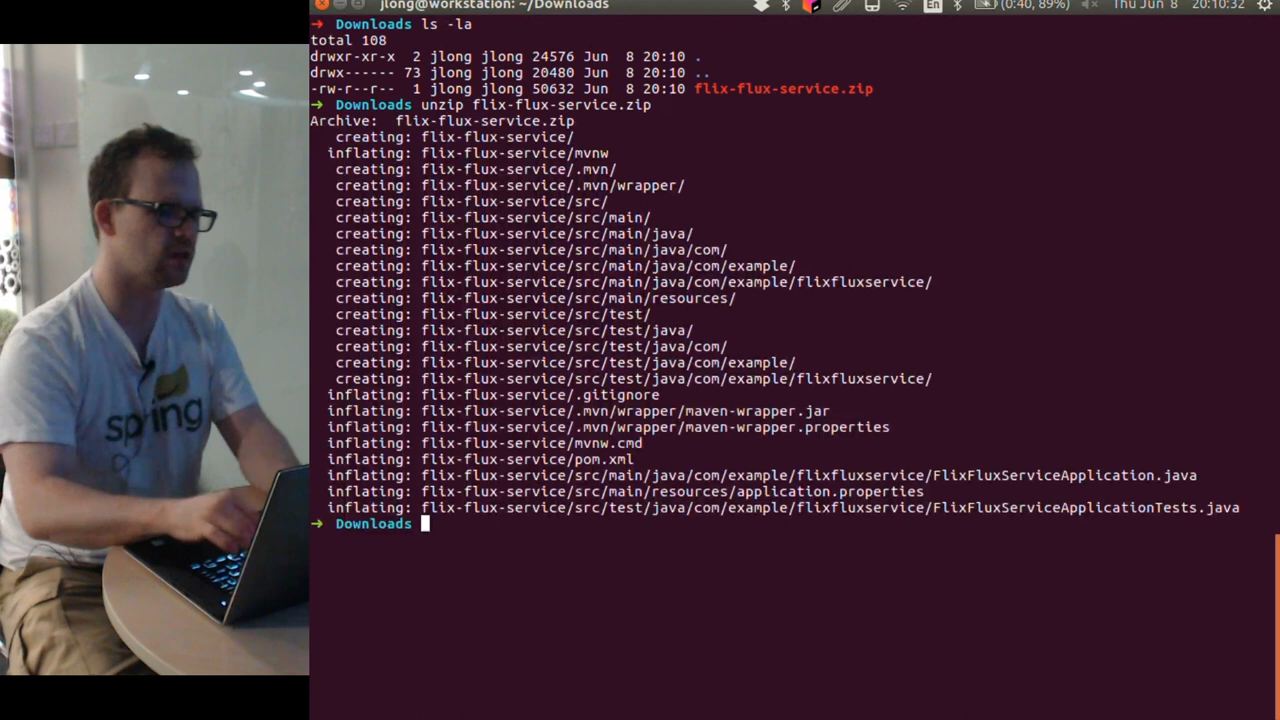 jlong@workstation: ~/Downloads
En (0:40, 89%) Thu Jun 8 20:10:32
➜ Downloads ls -la
total 108
drwxr-xr-x 2 jlong jlong 24576 Jun 8 20:10 .
drwx------ 73 jlong jlong 20480 Jun 8 20:10 ..
-rw-r--r-- 1 jlong jlong 50632 Jun 8 20:10 flix-flux-service.zip
➜ Downloads unzip flix-flux-service.zip
Archive: flix-flux-service.zip
creating: flix-flux-service/
inflating: flix-flux-service/mvnw
creating: flix-flux-service/.mvn/
creating: flix-flux-service/.mvn/wrapper/
creating: flix-flux-service/src/
creating: flix-flux-service/src/main/
creating: flix-flux-service/src/main/java/
creating: flix-flux-service/src/main/java/com/
creating: flix-flux-service/src/main/java/com/example/
creating: flix-flux-service/src/main/java/com/example/flixfluxservice/
creating: flix-flux-service/src/main/resources/
creating: flix-flux-service/src/test/
creating: flix-flux-service/src/test/java/
creating: flix-flux-service/src/test/java/com/
creating: flix-flux-service/src/test/java/com/example/
creating: flix-flux-service/src/test/java/com/example/flixfluxservice/
inflating: flix-flux-service/.gitignore
inflating: flix-flux-service/.mvn/wrapper/maven-wrapper.jar
inflating: flix-flux-service/.mvn/wrapper/maven-wrapper.properties
inflating: flix-flux-service/mvnw.cmd
inflating: flix-flux-service/pom.xml
inflating: flix-flux-service/src/main/java/com/example/flixfluxservice/FlixFluxServiceApplication.java
inflating: flix-flux-service/src/main/resources/application.properties
inflating: flix-flux-service/src/test/java/com/example/flixfluxservice/FlixFluxServiceApplicationTests.java
➜ Downloads
spring